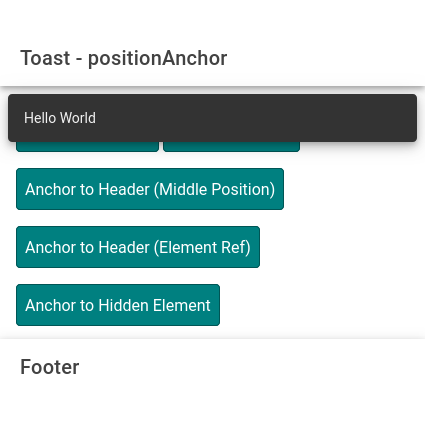 Toast - positionAnchor
Hello World
Anchor to Header (Middle Position)
Anchor to Header (Element Ref)
Anchor to Hidden Element
Footer